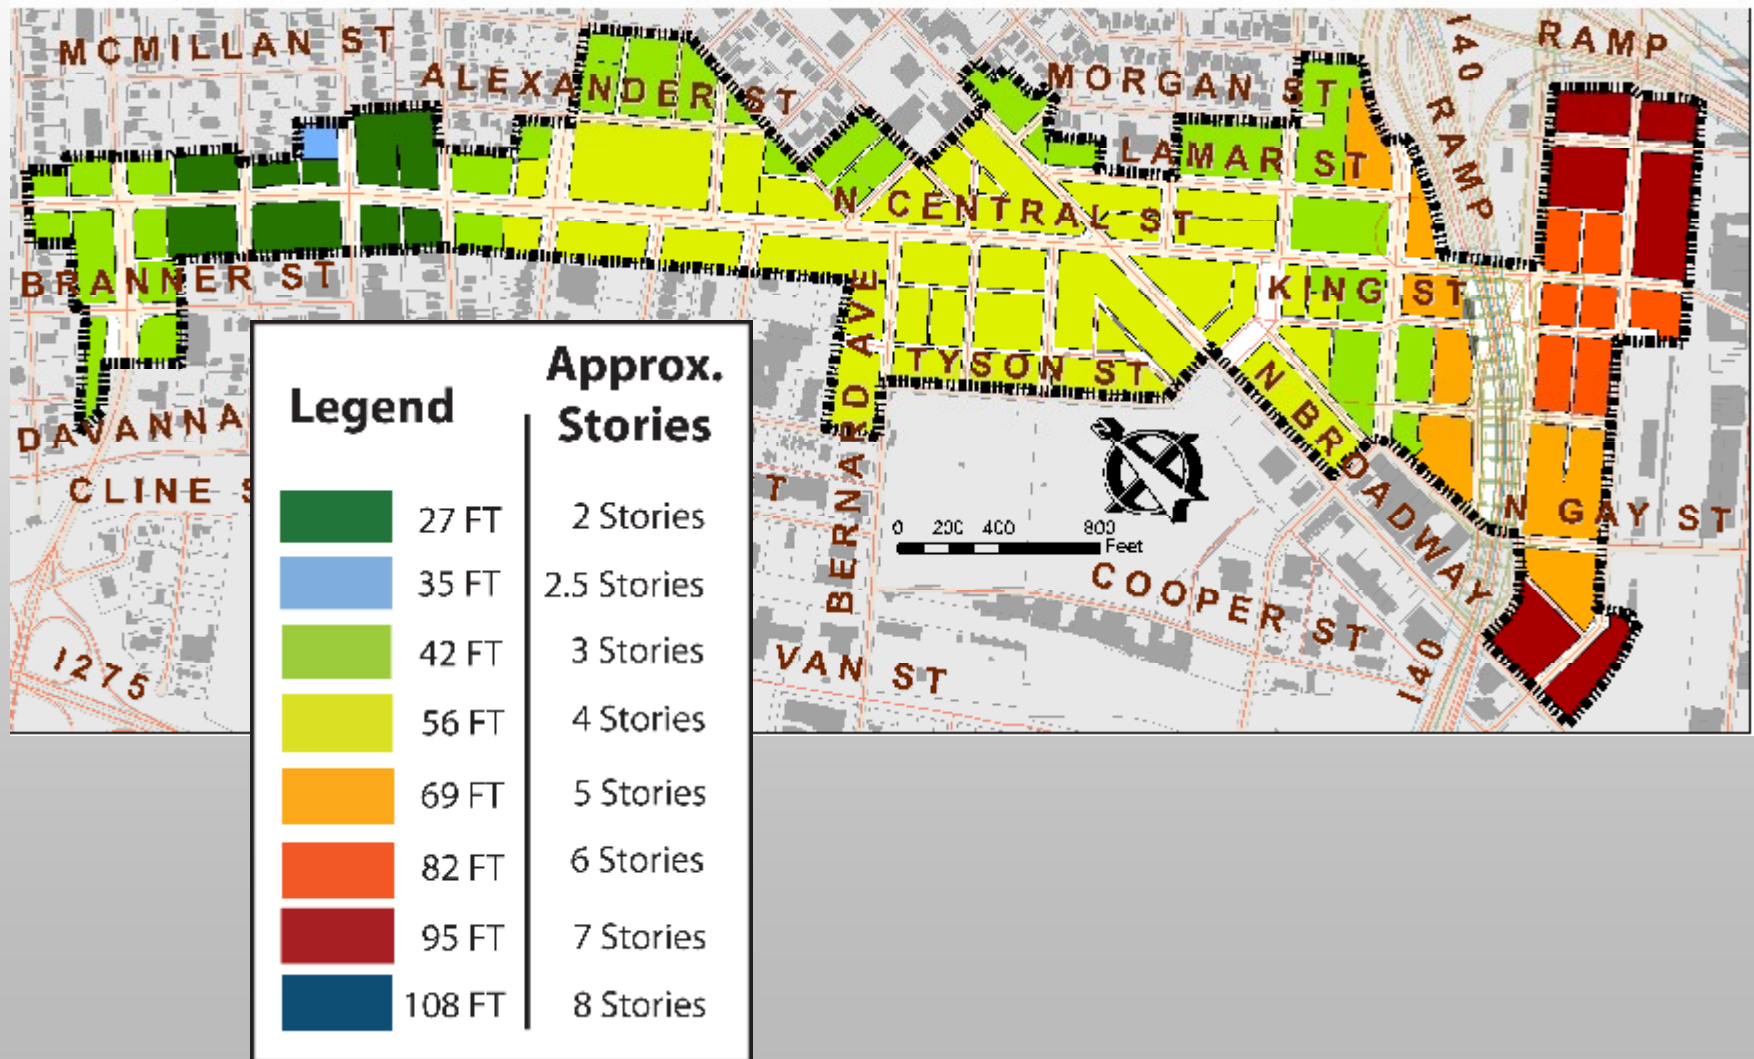 MCMILLAN ST
ALEXANDER ST
MORGAN ST
I40
RAMP
RAMP
LAMAR ST
N CENTRAL ST
BRANNER ST
KING ST
BERNARD AVE
TYSON ST
N BROADWAY
DAVANNA
CLINE S
T
N GAY ST
COOPER ST
VAN ST
I40
I275
N
0 200 400 800
Feet
Legend
Approx.
Stories
27 FT 2 Stories
35 FT 2.5 Stories
42 FT 3 Stories
56 FT 4 Stories
69 FT 5 Stories
82 FT 6 Stories
95 FT 7 Stories
108 FT 8 Stories